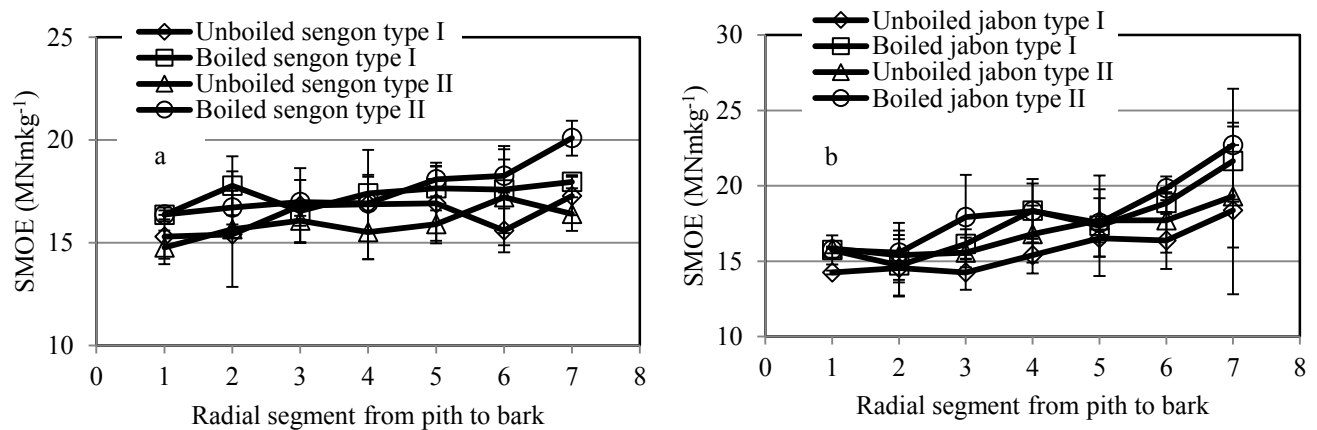 Unboiled sengon type I
Boiled sengon type I
Unboiled sengon type II
Boiled sengon type II
25
20
15
10
SMOE (MNmkg⁻¹)
a
0 1 2 3 4 5 6 7 8
Radial segment from pith to bark
Unboiled jabon type I
Boiled jabon type I
Unboiled jabon type II
Boiled jabon type II
30
25
20
15
10
SMOE (MNmkg⁻¹)
b
0 1 2 3 4 5 6 7 8
Radial segment from pith to bark